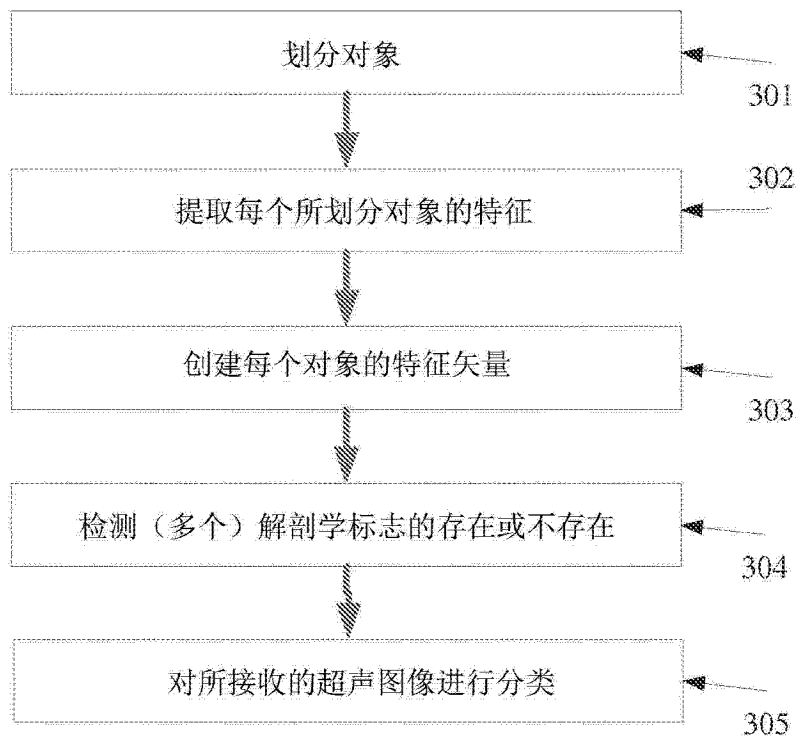 划分对象
301
302
提取每个所划分对象的特征
创建每个对象的特征矢量
303
检测（多个）解剖学标志的存在或不存在
304
对所接收的超声图像进行分类
305